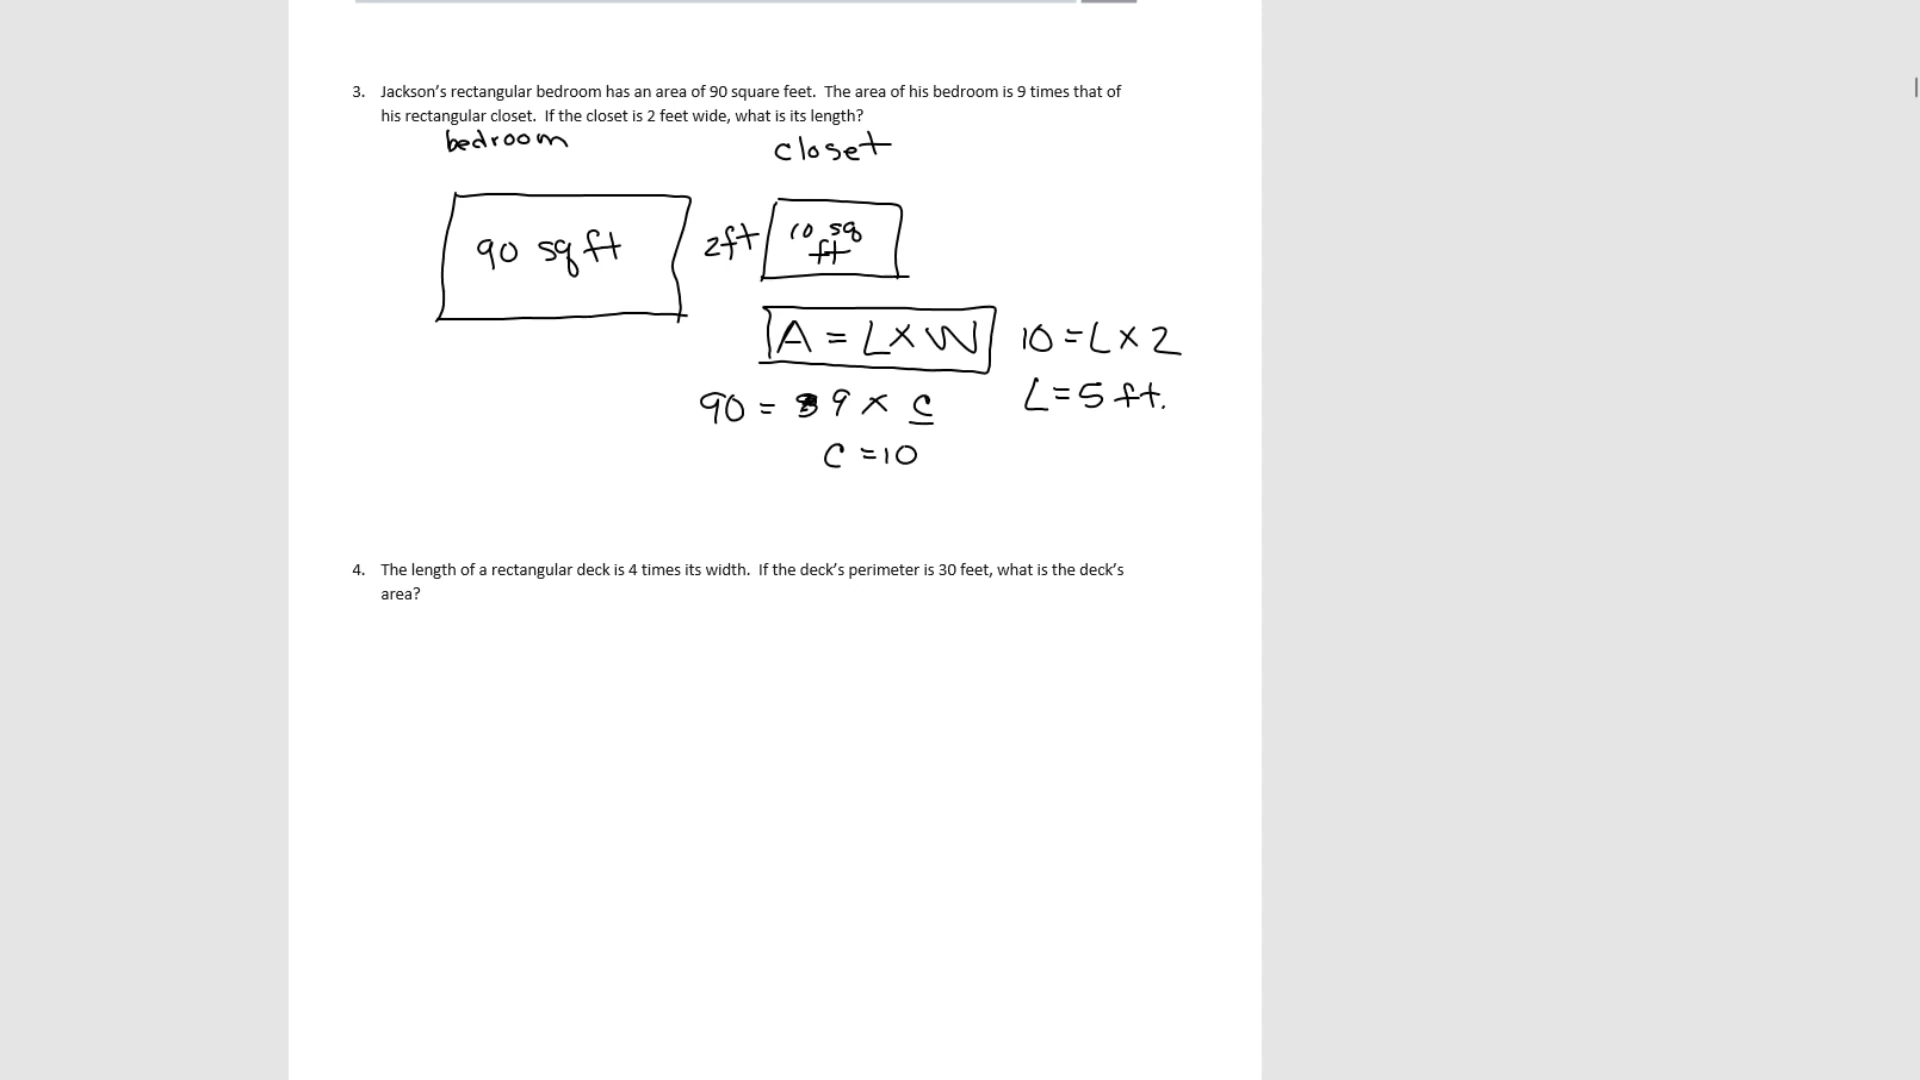 3. Jackson's rectangular bedroom has an area of 90 square feet. The area of his bedroom is 9 times that of
his rectangular closet. If the closet is 2 feet wide, what is its length?
bedroom
closet
90 sq ft
2ft
10 sq
ft
A = L X W
10 = L X 2
90 = 9 X C
L = 5 ft.
C = 10
4. The length of a rectangular deck is 4 times its width. If the deck's perimeter is 30 feet, what is the deck's
area?